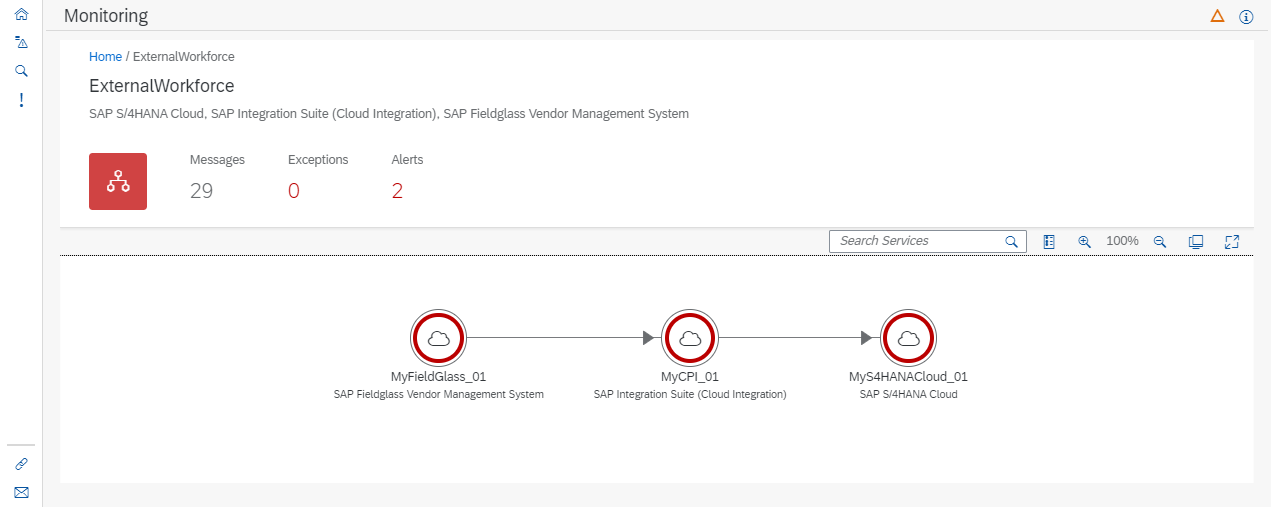 Monitoring
Home / ExternalWorkforce
ExternalWorkforce
SAP S/4HANA Cloud, SAP Integration Suite (Cloud Integration), SAP Fieldglass Vendor Management System
Messages Exceptions Alerts
29 0 2
Search Services 100%
MyFieldGlass_01 MyCPI_01 MyS4HANACloud_01
SAP Fieldglass Vendor Management System SAP Integration Suite (Cloud Integration) SAP S/4HANA Cloud